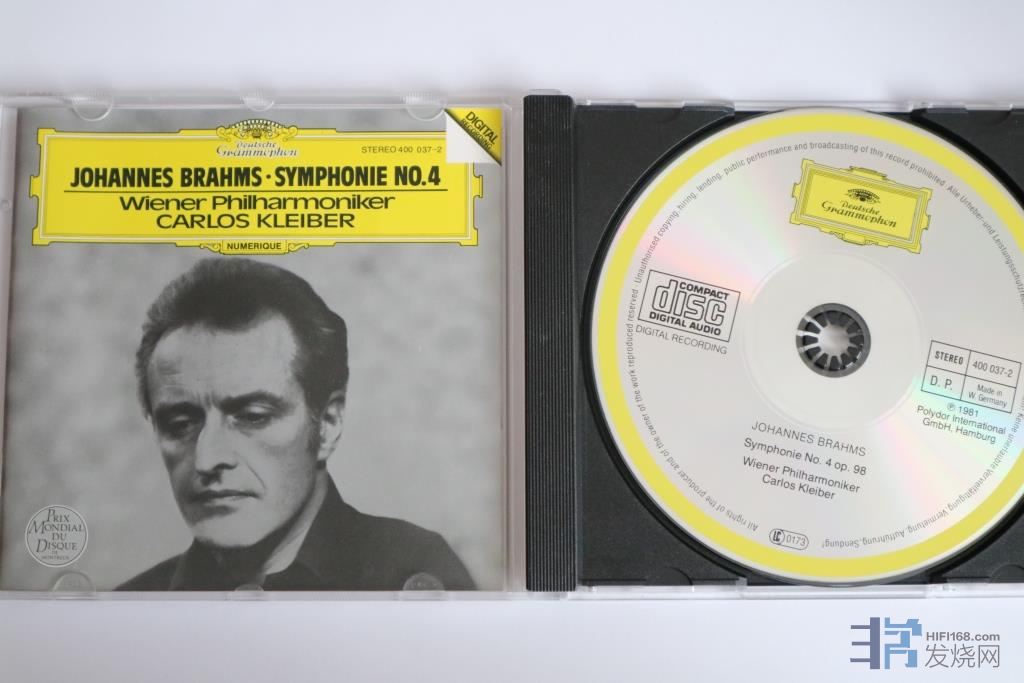 DIGITAL
RECORDING
Deutsche
Grammophon
STEREO 400 037-2
JOHANNES BRAHMS · SYMPHONIE NO.4
Wiener Philharmoniker
CARLOS KLEIBER
NUMERIQUE
PRIX
MONDIAL
DU
DISQUE
DE
MONTREUX
Deutsche
Grammophon
COMPACT
disc
DIGITAL AUDIO
DIGITAL RECORDING
STEREO
400 037-2
D. P.
Made in
W. Germany
℗ 1981
Polydor International
GmbH, Hamburg
JOHANNES BRAHMS
Symphonie No. 4 op. 98
Wiener Philharmoniker
Carlos Kleiber
LC 0173
All rights of the producer and of the owner of the work reproduced reserved. Unauthorised copying, hiring, lending, public performance and broadcasting of this record prohibited. Alle Urheber- und Leistungsschutzrechte
Keine unerlaubte Vervielfältigung, Vermietung, Aufführung, Sendung!
HIFI168.com
发烧网